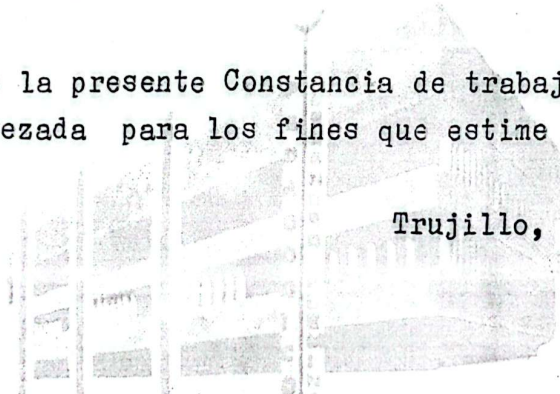 la presente Constancia de trabaj
ezada para los fines que estime
Trujillo,